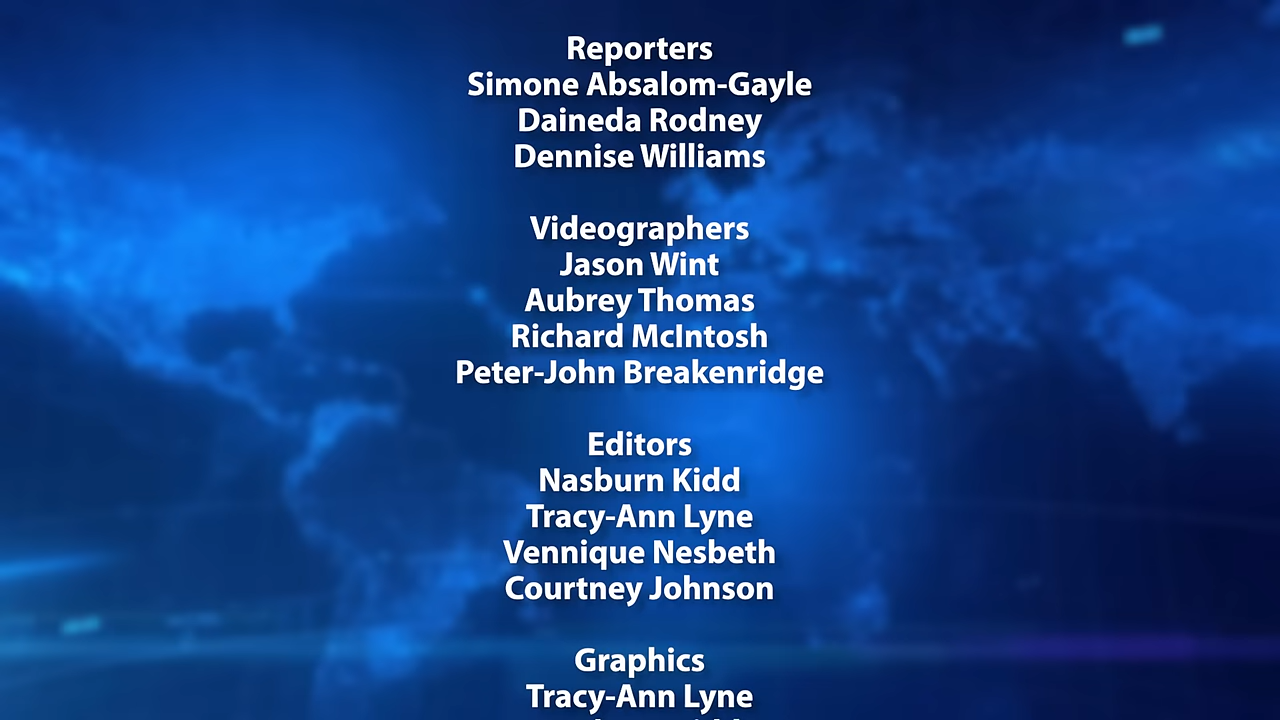 Reporters
Simone Absalom-Gayle
Daineda Rodney
Dennise Williams
Videographers
Jason Wint
Aubrey Thomas
Richard McIntosh
Peter-John Breakenridge
Editors
Nasburn Kidd
Tracy-Ann Lyne
Vennique Nesbeth
Courtney Johnson
Graphics
Tracy-Ann Lyne